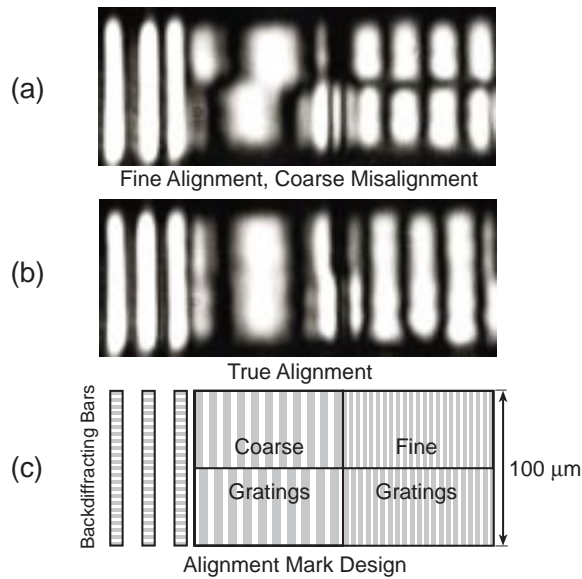 (a)
Fine Alignment, Coarse Misalignment
(b)
True Alignment
(c)
Backdiffracting Bars
Coarse
Fine
Gratings
Gratings
100 μm
Alignment Mark Design